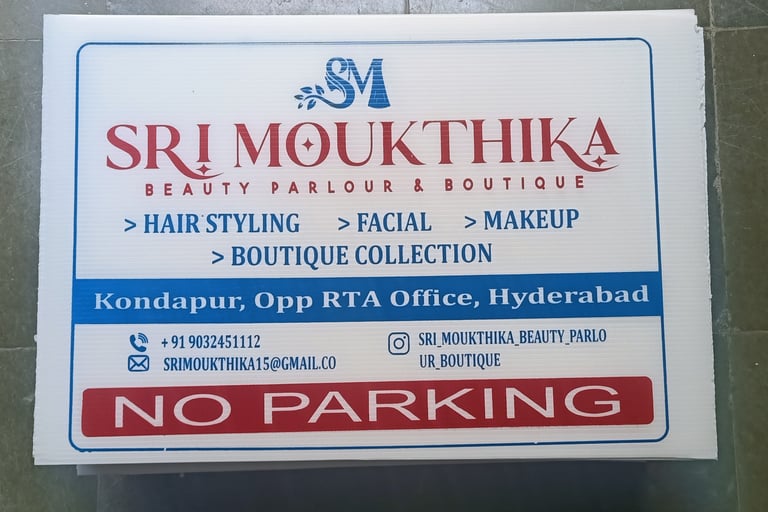 SM
SRI MOUKTHIKA
BEAUTY PARLOUR & BOUTIQUE
> HAIR STYLING > FACIAL > MAKEUP
> BOUTIQUE COLLECTION
Kondapur, Opp RTA Office, Hyderabad
+ 91 9032451112
SRIMOUKTHIKA15@GMAIL.CO
SRI_MOUKTHIKA_BEAUTY_PARLO
UR_BOUTIQUE
NO PARKING